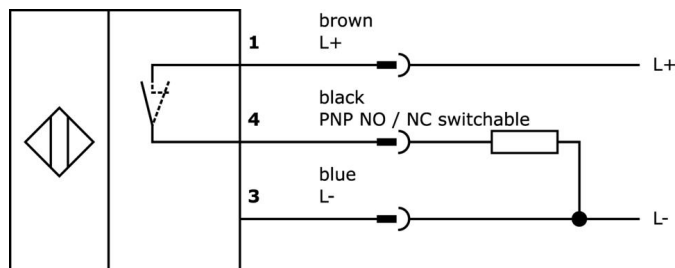 brown
1 L+
L+
black
4 PNP NO / NC switchable
blue
3 L-
L-